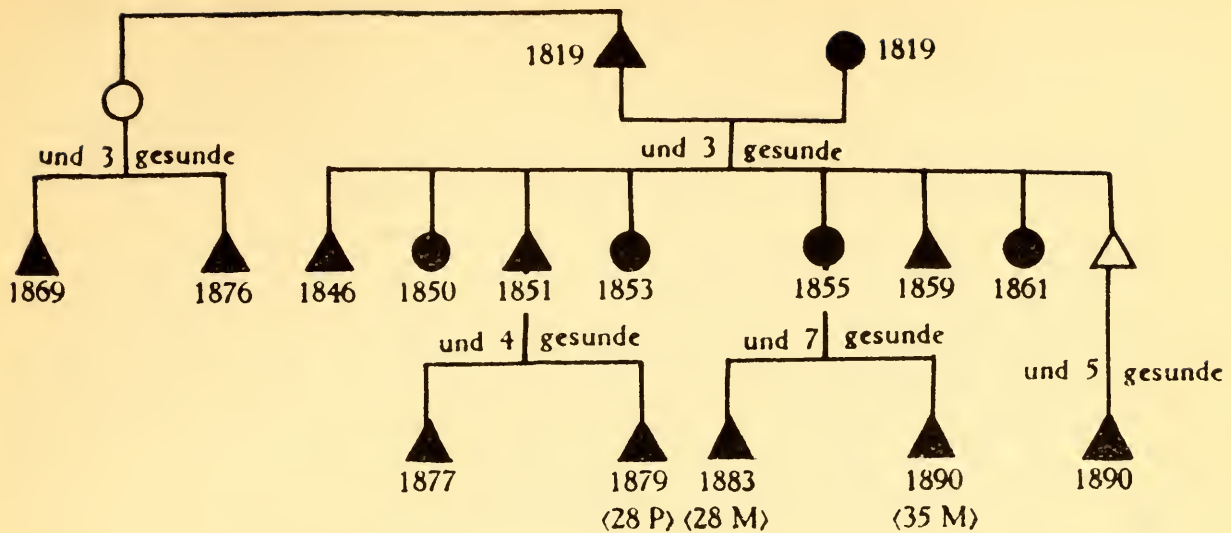 1819 1819
und 3 gesunde und 3 gesunde
1869 1876 1846 1850 1851 1853 1855 1859 1861
und 4 gesunde und 7 gesunde
und 5 gesunde
1877 1879 1883 1890 1890
⟨28 P⟩ ⟨28 M⟩ ⟨35 M⟩